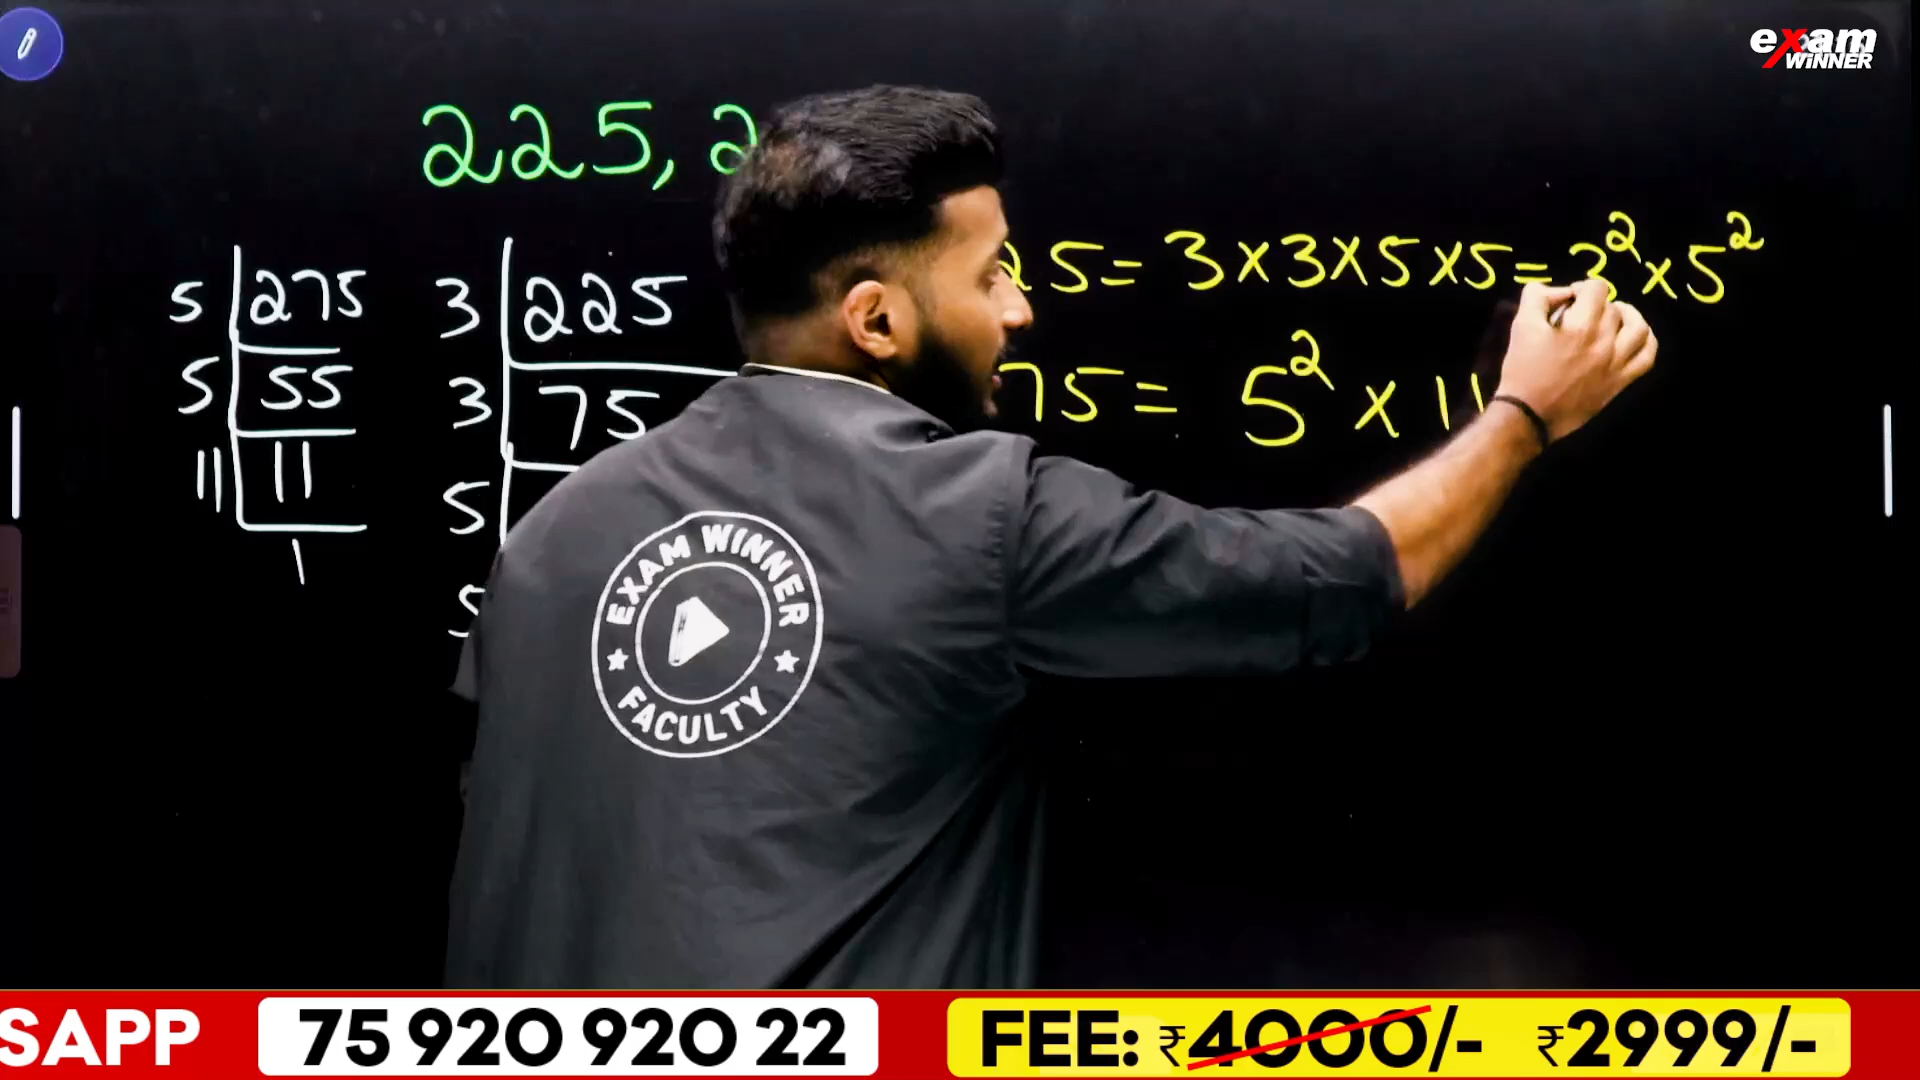 exam
WINNER
225, 2
5 275
5 55
11 11
1
3 225
3 75
5
5
25 = 3 × 3 × 5 × 5 = 3² × 5²
75 = 5² × 11
EXAM WINNER
★ FACULTY ★
SAPP
75 920 920 22
FEE: ₹4000/- ₹2999/-